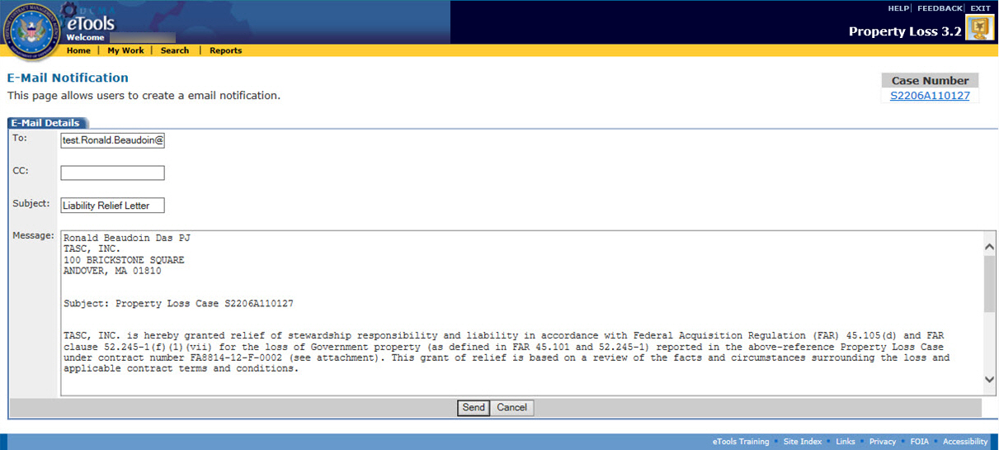 HELP| FEEDBACK| EXIT
DCMA
eTools
Welcome
Property Loss 3.2
Home | My Work | Search | Reports
E-Mail Notification
This page allows users to create a email notification.
Case Number
S2206A110127
E-Mail Details
To: test.Ronald.Beaudoin@
CC:
Subject: Liability Relief Letter
Message:
Ronald Beaudoin Das PJ
TASC, INC.
100 BRICKSTONE SQUARE
ANDOVER, MA 01810
Subject: Property Loss Case S2206A110127
TASC, INC. is hereby granted relief of stewardship responsibility and liability in accordance with Federal Acquisition Regulation (FAR) 45.105(d) and FAR
clause 52.245-1(f)(1)(vii) for the loss of Government property (as defined in FAR 45.101 and 52.245-1) reported in the above-reference Property Loss Case
under contract number FA8814-12-F-0002 (see attachment). This grant of relief is based on a review of the facts and circumstances surrounding the loss and
applicable contract terms and conditions.
Send Cancel
eTools Training • Site Index • Links • Privacy • FOIA • Accessibility